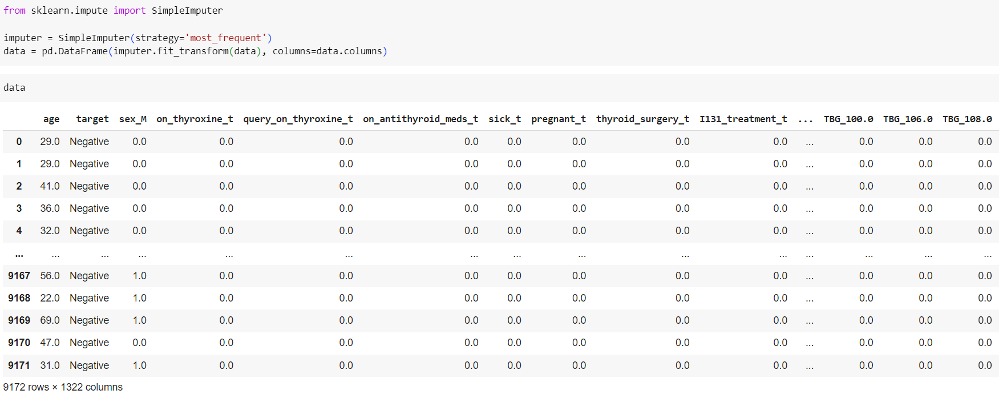 from sklearn.impute import SimpleImputer
imputer = SimpleImputer(strategy='most_frequent')
data = pd.DataFrame(imputer.fit_transform(data), columns=data.columns)
data
age target sex_M on_thyroxine_t query_on_thyroxine_t on_antithyroid_meds_t sick_t pregnant_t thyroid_surgery_t I131_treatment_t ... TBG_100.0 TBG_106.0 TBG_108.0
0 29.0 Negative 0.0 0.0 0.0 0.0 0.0 0.0 0.0 0.0 ... 0.0 0.0 0.0
1 29.0 Negative 0.0 0.0 0.0 0.0 0.0 0.0 0.0 0.0 ... 0.0 0.0 0.0
2 41.0 Negative 0.0 0.0 0.0 0.0 0.0 0.0 0.0 0.0 ... 0.0 0.0 0.0
3 36.0 Negative 0.0 0.0 0.0 0.0 0.0 0.0 0.0 0.0 ... 0.0 0.0 0.0
4 32.0 Negative 0.0 0.0 0.0 0.0 0.0 0.0 0.0 0.0 ... 0.0 0.0 0.0
... ... ... ... ... ... ... ... ... ... ... ... ... ... ...
9167 56.0 Negative 1.0 0.0 0.0 0.0 0.0 0.0 0.0 0.0 ... 0.0 0.0 0.0
9168 22.0 Negative 1.0 0.0 0.0 0.0 0.0 0.0 0.0 0.0 ... 0.0 0.0 0.0
9169 69.0 Negative 1.0 0.0 0.0 0.0 0.0 0.0 0.0 0.0 ... 0.0 0.0 0.0
9170 47.0 Negative 0.0 0.0 0.0 0.0 0.0 0.0 0.0 0.0 ... 0.0 0.0 0.0
9171 31.0 Negative 1.0 0.0 0.0 0.0 0.0 0.0 0.0 0.0 ... 0.0 0.0 0.0
9172 rows × 1322 columns